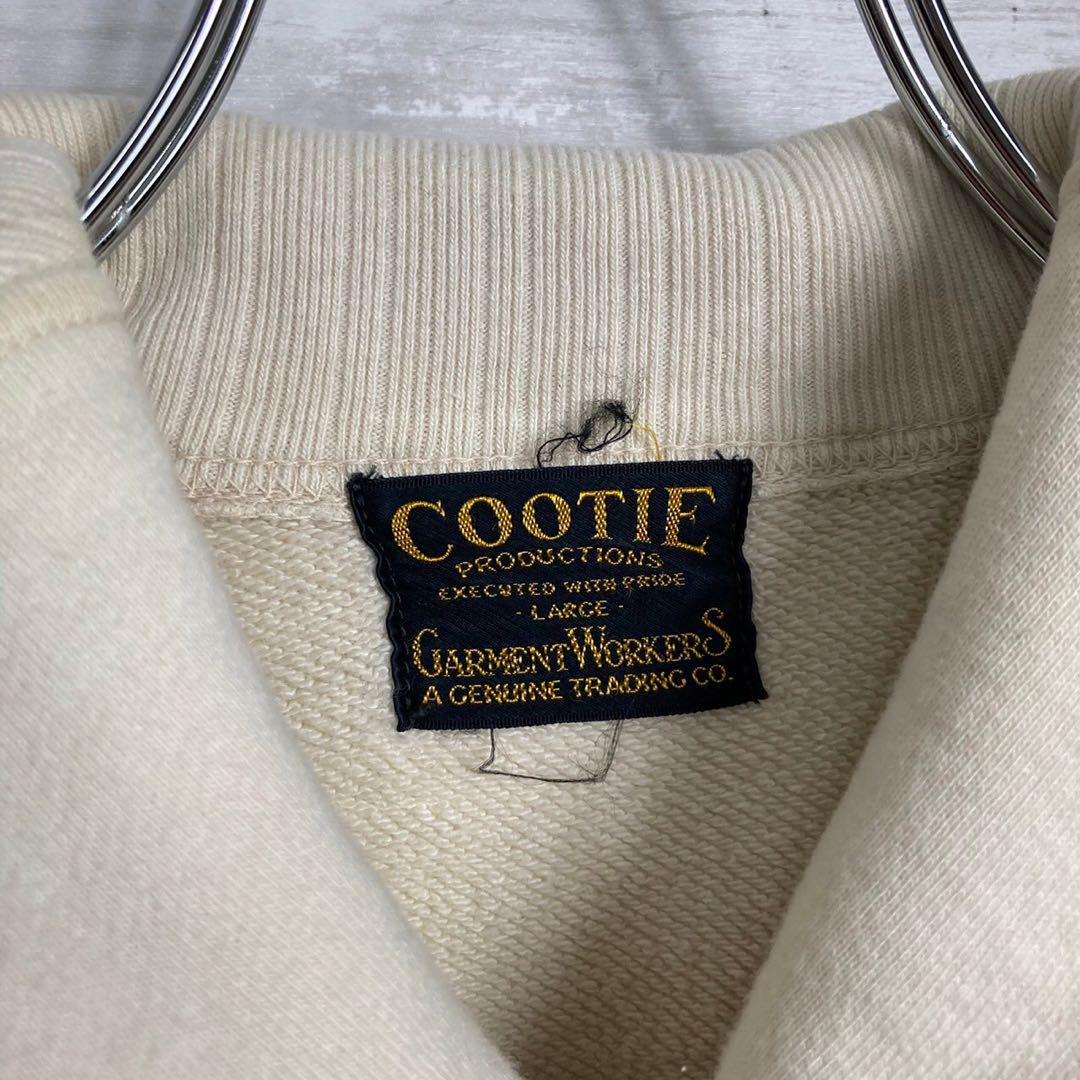 COOTIE
PRODUCTIONS
EXECUTED WITH PRIDE
- LARGE -
GARMENT WORKERS
A GENUINE TRADING CO.